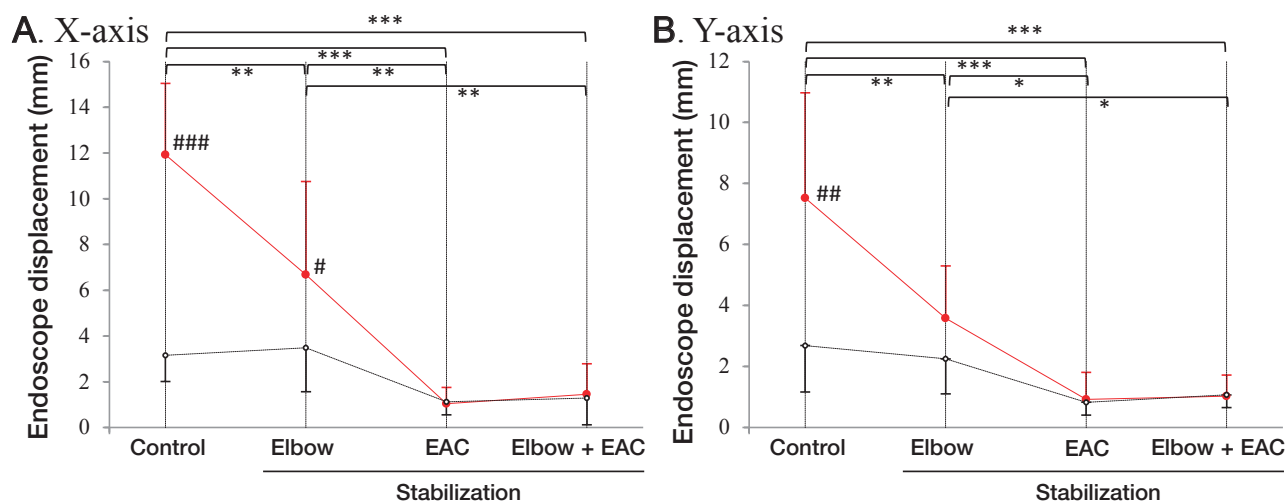 A. X-axis
Endoscope displacement (mm)
16
14
12
10
8
6
4
2
0
***
***
**
**
**
###
#
Control
Elbow
EAC
Elbow + EAC
Stabilization
B. Y-axis
Endoscope displacement (mm)
12
10
8
6
4
2
0
***
***
**
*
*
##
Control
Elbow
EAC
Elbow + EAC
Stabilization